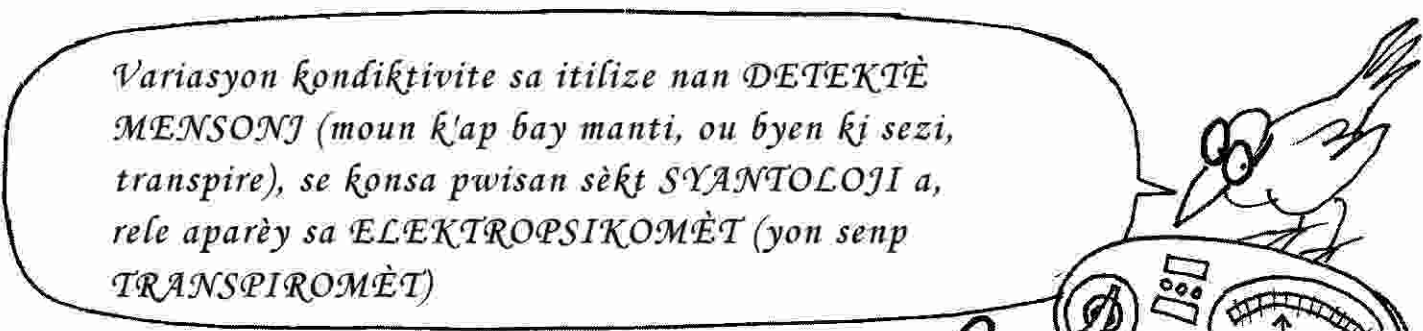 Variasyon kondiktivite sa itilize nan DETEKTÈ
MENSONJ (moun k'ap bay manti, ou byen ki sezi,
transpire), se konsa pwisan sèkt SYANTOLOJI a,
rele aparèy sa ELEKTROPSIKOMÈT (yon senp
TRANSPIROMÈT)